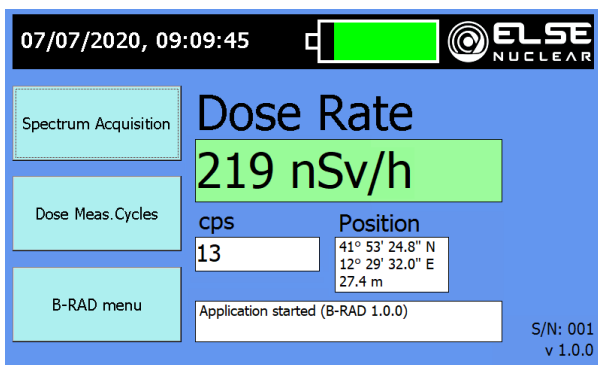 07/07/2020, 09:09:45
ELSE
NUCLEAR
Spectrum Acquisition
Dose Rate
219 nSv/h
Dose Meas.Cycles
cps
Position
13
41° 53' 24.8" N
12° 29' 32.0" E
27.4 m
B-RAD menu
Application started (B-RAD 1.0.0)
S/N: 001
v 1.0.0